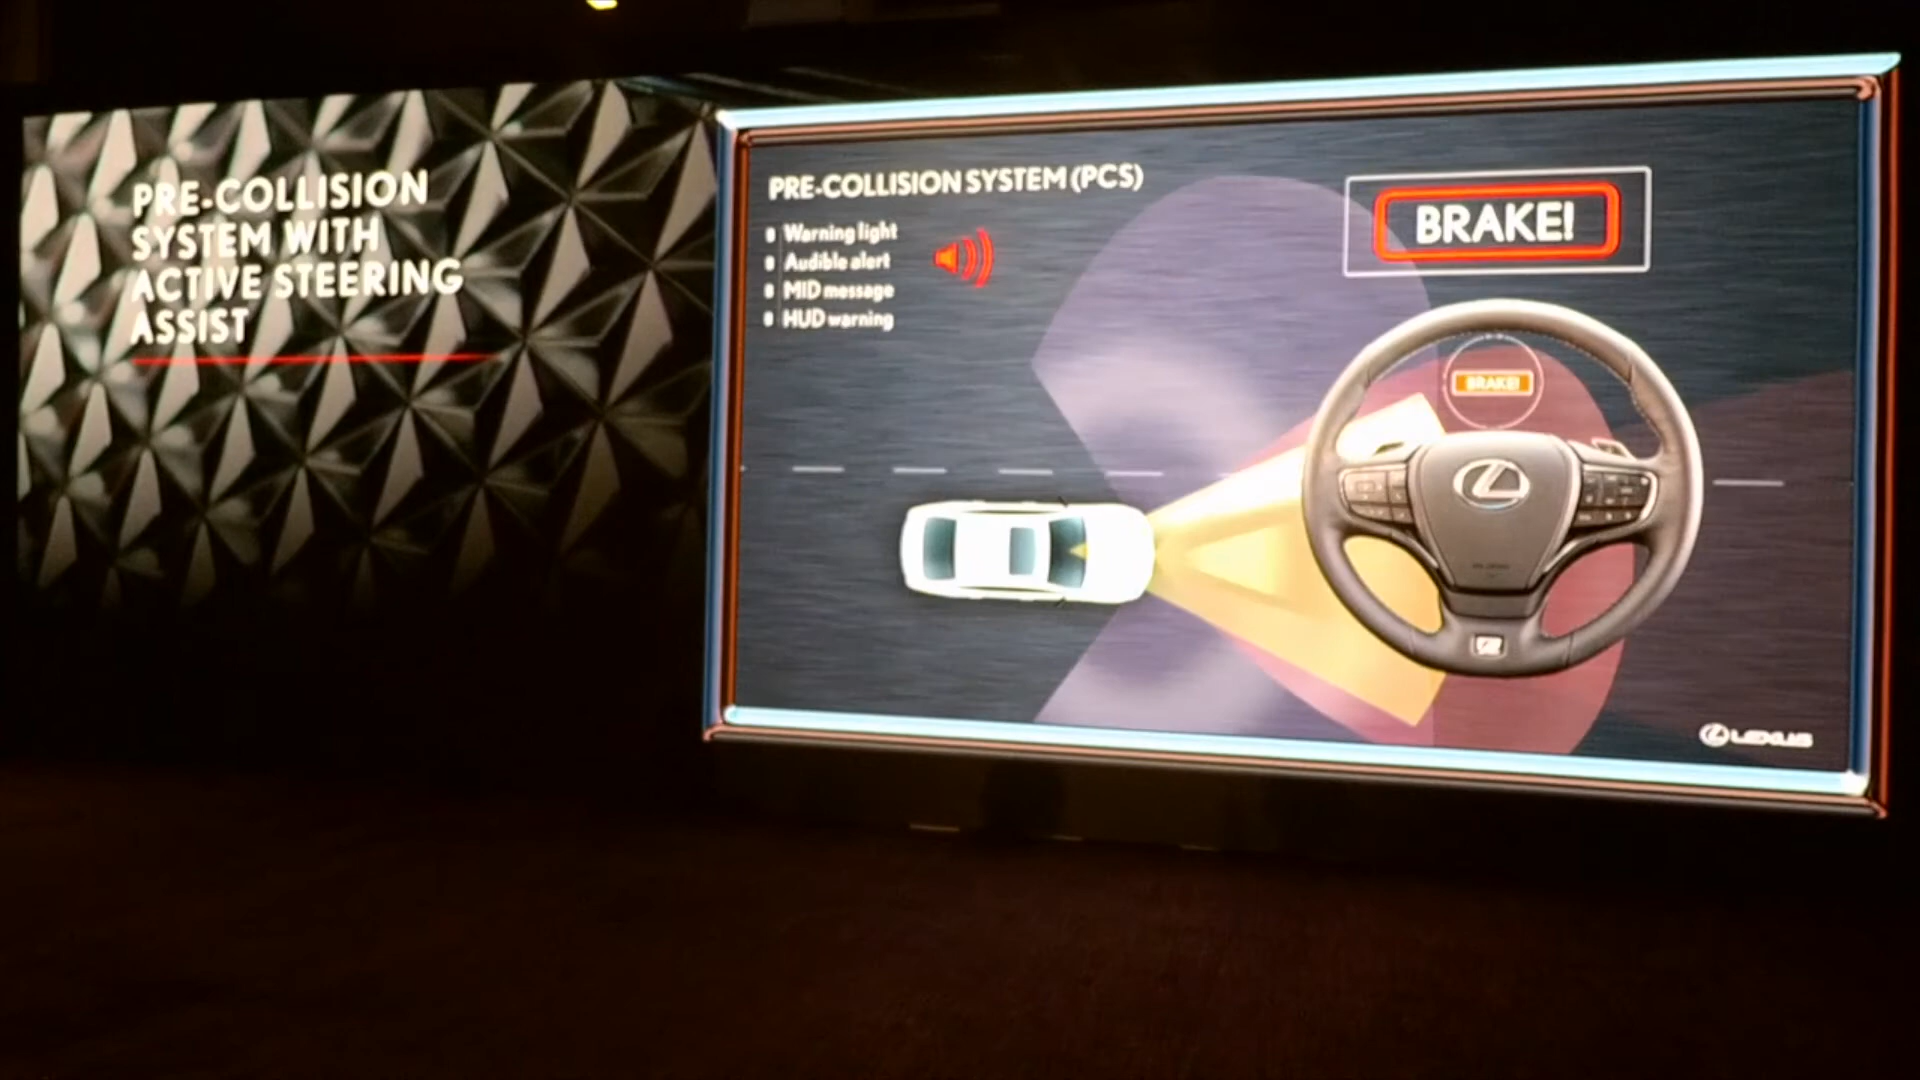 PRE-COLLISION
SYSTEM WITH
ACTIVE STEERING
ASSIST
PRE-COLLISION SYSTEM (PCS)
Warning light
Audible alert
MID message
HUD warning
BRAKE!
BRAKE!
LEXUS